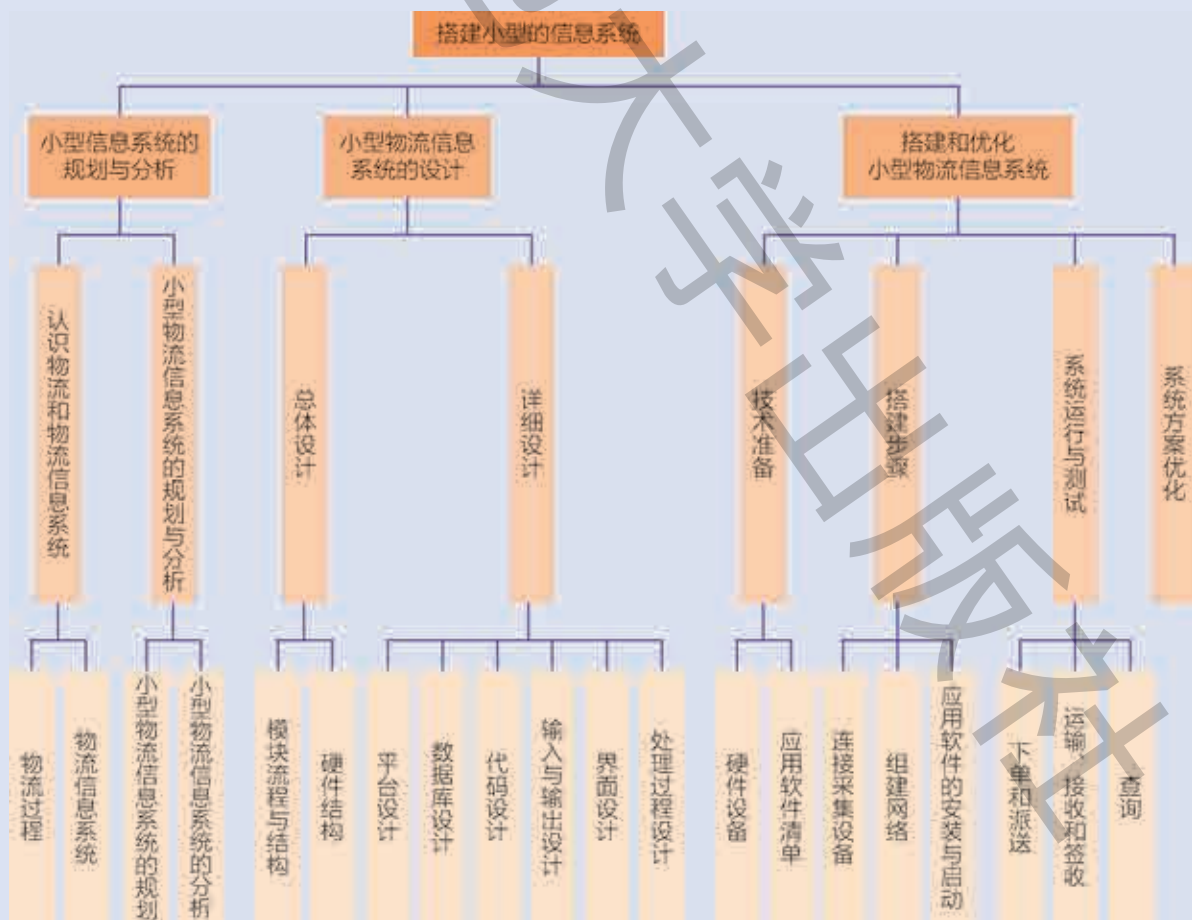 搭建小型的信息系统
小型信息系统的
规划与分析
小型物流信息
系统的设计
搭建和优化
小型物流信息系统
认识物流和物流信息系统
小型物流信息系统的规划与分析
总体设计
详细设计
技术准备
搭建步骤
系统运行与测试
系统方案优化
物流过程
物流信息系统
小型物流信息系统的规划
小型物流信息系统的分析
模块流程与结构
硬件结构
平台设计
数据库设计
代码设计
输入与输出设计
界面设计
处理过程设计
硬件设备
应用软件清单
连接采集设备
组建网络
应用软件的安装与启动
下单和派送
运输、接收和签收
查询
大学出版社